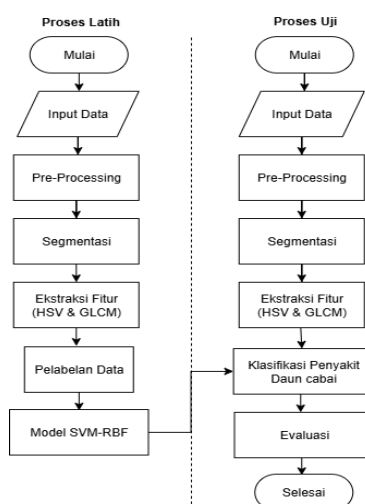 Proses Latih
Mulai
Input Data
Pre-Processing
Segmentasi
Ekstraksi Fitur
(HSV & GLCM)
Pelabelan Data
Model SVM-RBF
Proses Uji
Mulai
Input Data
Pre-Processing
Segmentasi
Ekstraksi Fitur
(HSV & GLCM)
Klasifikasi Penyakit
Daun cabai
Evaluasi
Selesai